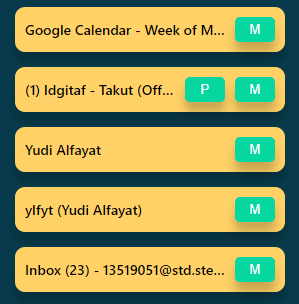 Google Calendar - Week of M... M
(1) Idgitaf - Takut (Off... P M
Yudi Alfayat M
ylfyt (Yudi Alfayat) M
Inbox (23) - 13519051@std.ste... M